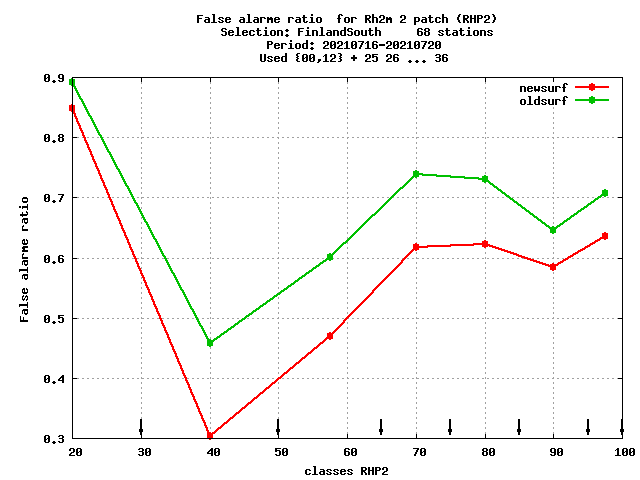 False alarme ratio  for Rh2m 2 patch (RHP2)
Selection: FinlandSouth     68 stations
Period: 20210716-20210720
Used {00,12} + 25 26 ... 36
newsurf
oldsurf
0.9
0.8
0.7
0.6
0.5
0.4
0.3
False alarme ratio
20 30 40 50 60 70 80 90 100
classes RHP2